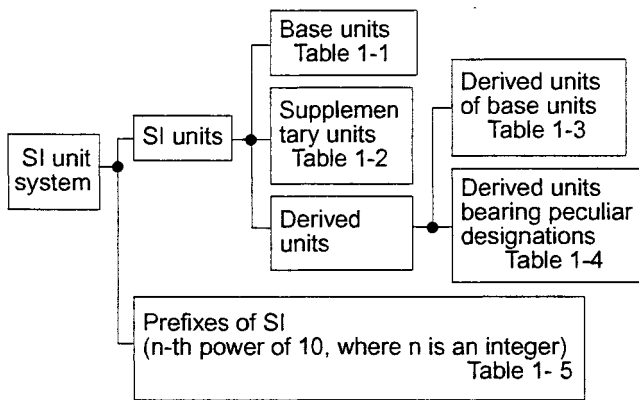 SI unit
system
SI units
Base units
Table 1-1
Supplemen
tary units
Table 1-2
Derived
units
Derived units
of base units
Table 1-3
Derived units
bearing peculiar
designations
Table 1-4
Prefixes of SI
(n-th power of 10, where n is an integer)
Table 1- 5